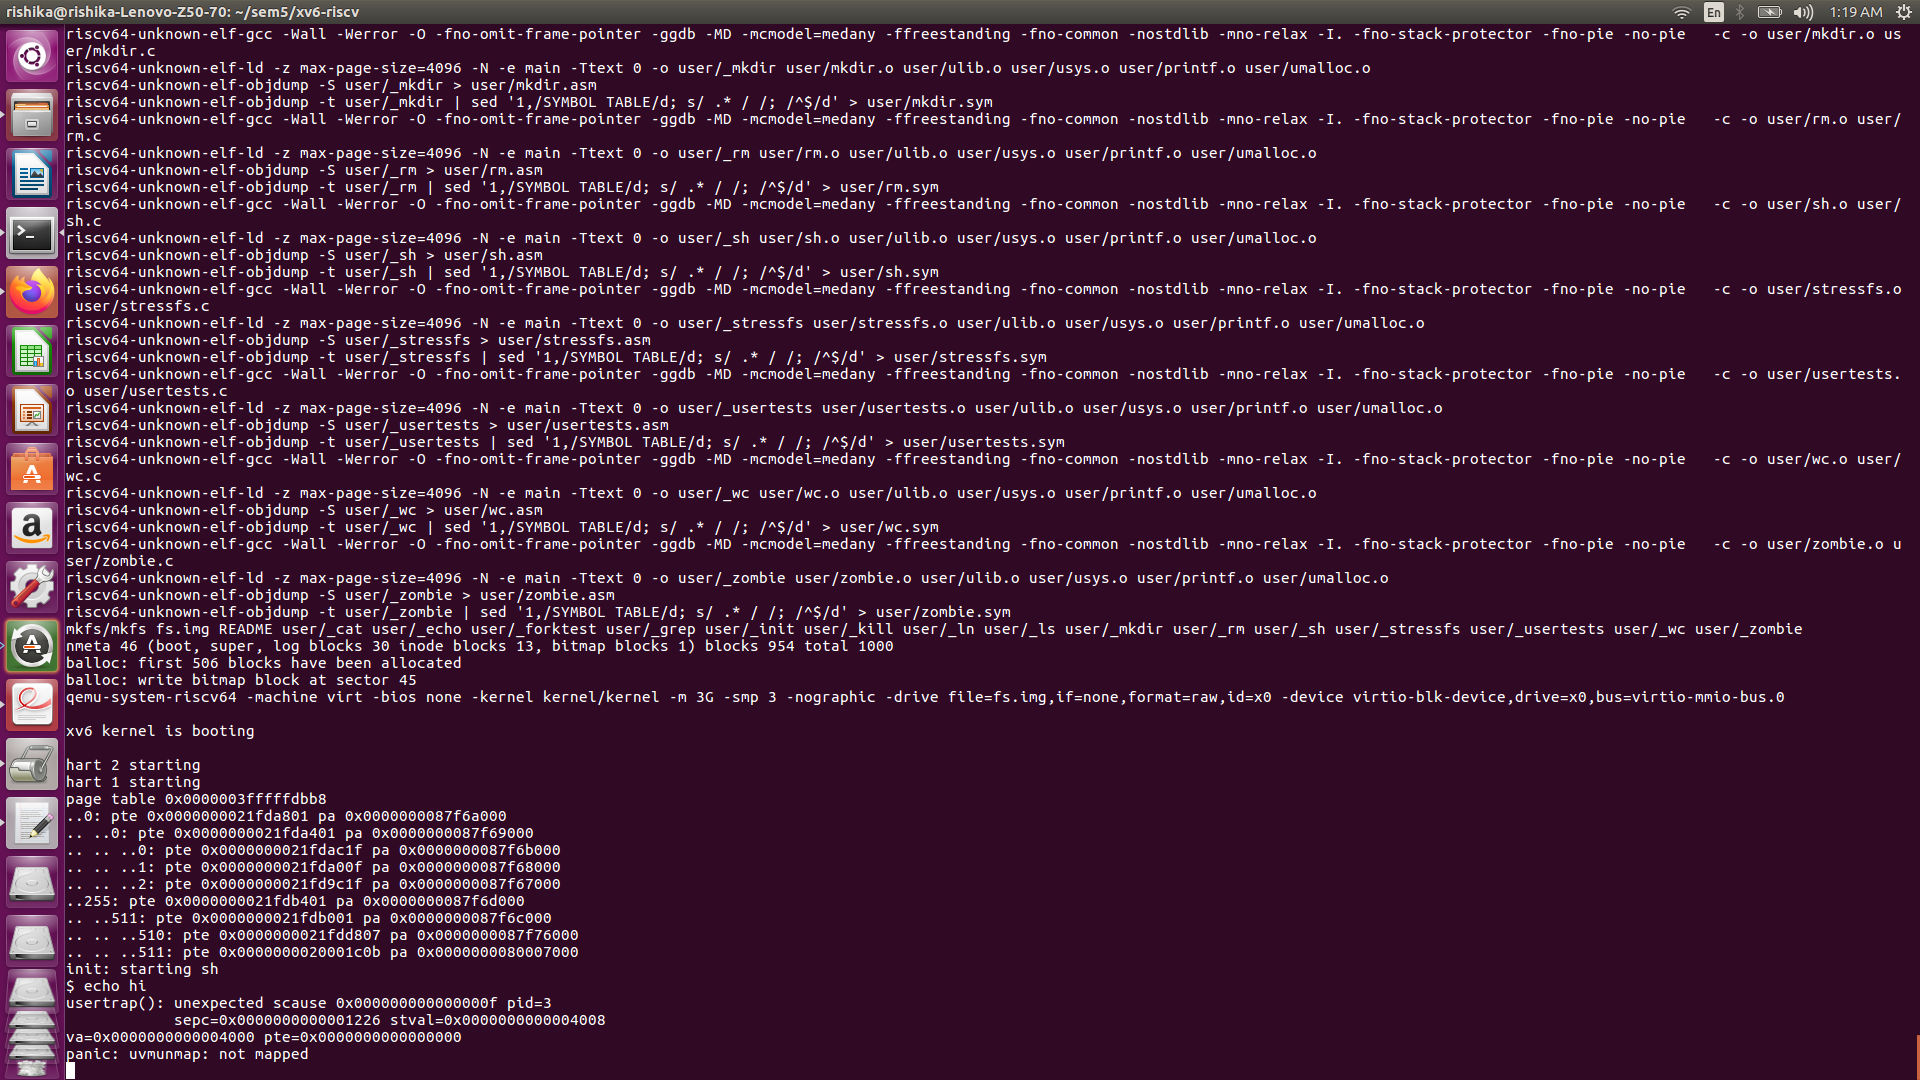 rishika@rishika-Lenovo-Z50-70: ~/sem5/xv6-riscv
En
1:19 AM
riscv64-unknown-elf-gcc -Wall -Werror -O -fno-omit-frame-pointer -ggdb -MD -mcmodel=medany -ffreestanding -fno-common -nostdlib -mno-relax -I. -fno-stack-protector -fno-pie -no-pie   -c -o user/mkdir.o us
er/mkdir.c
riscv64-unknown-elf-ld -z max-page-size=4096 -N -e main -Ttext 0 -o user/_mkdir user/mkdir.o user/ulib.o user/usys.o user/printf.o user/umalloc.o
riscv64-unknown-elf-objdump -S user/_mkdir > user/mkdir.asm
riscv64-unknown-elf-objdump -t user/_mkdir | sed '1,/SYMBOL TABLE/d; s/ .* / /; /^$/d' > user/mkdir.sym
riscv64-unknown-elf-gcc -Wall -Werror -O -fno-omit-frame-pointer -ggdb -MD -mcmodel=medany -ffreestanding -fno-common -nostdlib -mno-relax -I. -fno-stack-protector -fno-pie -no-pie   -c -o user/rm.o user/
rm.c
riscv64-unknown-elf-ld -z max-page-size=4096 -N -e main -Ttext 0 -o user/_rm user/rm.o user/ulib.o user/usys.o user/printf.o user/umalloc.o
riscv64-unknown-elf-objdump -S user/_rm > user/rm.asm
riscv64-unknown-elf-objdump -t user/_rm | sed '1,/SYMBOL TABLE/d; s/ .* / /; /^$/d' > user/rm.sym
riscv64-unknown-elf-gcc -Wall -Werror -O -fno-omit-frame-pointer -ggdb -MD -mcmodel=medany -ffreestanding -fno-common -nostdlib -mno-relax -I. -fno-stack-protector -fno-pie -no-pie   -c -o user/sh.o user/
sh.c
riscv64-unknown-elf-ld -z max-page-size=4096 -N -e main -Ttext 0 -o user/_sh user/sh.o user/ulib.o user/usys.o user/printf.o user/umalloc.o
riscv64-unknown-elf-objdump -S user/_sh > user/sh.asm
riscv64-unknown-elf-objdump -t user/_sh | sed '1,/SYMBOL TABLE/d; s/ .* / /; /^$/d' > user/sh.sym
riscv64-unknown-elf-gcc -Wall -Werror -O -fno-omit-frame-pointer -ggdb -MD -mcmodel=medany -ffreestanding -fno-common -nostdlib -mno-relax -I. -fno-stack-protector -fno-pie -no-pie   -c -o user/stressfs.o
 user/stressfs.c
riscv64-unknown-elf-ld -z max-page-size=4096 -N -e main -Ttext 0 -o user/_stressfs user/stressfs.o user/ulib.o user/usys.o user/printf.o user/umalloc.o
riscv64-unknown-elf-objdump -S user/_stressfs > user/stressfs.asm
riscv64-unknown-elf-objdump -t user/_stressfs | sed '1,/SYMBOL TABLE/d; s/ .* / /; /^$/d' > user/stressfs.sym
riscv64-unknown-elf-gcc -Wall -Werror -O -fno-omit-frame-pointer -ggdb -MD -mcmodel=medany -ffreestanding -fno-common -nostdlib -mno-relax -I. -fno-stack-protector -fno-pie -no-pie   -c -o user/usertests.
o user/usertests.c
riscv64-unknown-elf-ld -z max-page-size=4096 -N -e main -Ttext 0 -o user/_usertests user/usertests.o user/ulib.o user/usys.o user/printf.o user/umalloc.o
riscv64-unknown-elf-objdump -S user/_usertests > user/usertests.asm
riscv64-unknown-elf-objdump -t user/_usertests | sed '1,/SYMBOL TABLE/d; s/ .* / /; /^$/d' > user/usertests.sym
riscv64-unknown-elf-gcc -Wall -Werror -O -fno-omit-frame-pointer -ggdb -MD -mcmodel=medany -ffreestanding -fno-common -nostdlib -mno-relax -I. -fno-stack-protector -fno-pie -no-pie   -c -o user/wc.o user/
wc.c
riscv64-unknown-elf-ld -z max-page-size=4096 -N -e main -Ttext 0 -o user/_wc user/wc.o user/ulib.o user/usys.o user/printf.o user/umalloc.o
riscv64-unknown-elf-objdump -S user/_wc > user/wc.asm
riscv64-unknown-elf-objdump -t user/_wc | sed '1,/SYMBOL TABLE/d; s/ .* / /; /^$/d' > user/wc.sym
riscv64-unknown-elf-gcc -Wall -Werror -O -fno-omit-frame-pointer -ggdb -MD -mcmodel=medany -ffreestanding -fno-common -nostdlib -mno-relax -I. -fno-stack-protector -fno-pie -no-pie   -c -o user/zombie.o u
ser/zombie.c
riscv64-unknown-elf-ld -z max-page-size=4096 -N -e main -Ttext 0 -o user/_zombie user/zombie.o user/ulib.o user/usys.o user/printf.o user/umalloc.o
riscv64-unknown-elf-objdump -S user/_zombie > user/zombie.asm
riscv64-unknown-elf-objdump -t user/_zombie | sed '1,/SYMBOL TABLE/d; s/ .* / /; /^$/d' > user/zombie.sym
mkfs/mkfs fs.img README user/_cat user/_echo user/_forktest user/_grep user/_init user/_kill user/_ln user/_ls user/_mkdir user/_rm user/_sh user/_stressfs user/_usertests user/_wc user/_zombie
nmeta 46 (boot, super, log blocks 30 inode blocks 13, bitmap blocks 1) blocks 954 total 1000
balloc: first 506 blocks have been allocated
balloc: write bitmap block at sector 45
qemu-system-riscv64 -machine virt -bios none -kernel kernel/kernel -m 3G -smp 3 -nographic -drive file=fs.img,if=none,format=raw,id=x0 -device virtio-blk-device,drive=x0,bus=virtio-mmio-bus.0
xv6 kernel is booting
hart 2 starting
hart 1 starting
page table 0x0000003fffffdbb8
..0: pte 0x0000000021fda801 pa 0x0000000087f6a000
.. ..0: pte 0x0000000021fda401 pa 0x0000000087f69000
.. .. ..0: pte 0x0000000021fdac1f pa 0x0000000087f6b000
.. .. ..1: pte 0x0000000021fda00f pa 0x0000000087f68000
.. .. ..2: pte 0x0000000021fd9c1f pa 0x0000000087f67000
..255: pte 0x0000000021fdb401 pa 0x0000000087f6d000
.. ..511: pte 0x0000000021fdb001 pa 0x0000000087f6c000
.. .. ..510: pte 0x0000000021fdd807 pa 0x0000000087f76000
.. .. ..511: pte 0x0000000020001c0b pa 0x0000000080007000
init: starting sh
$ echo hi
usertrap(): unexpected scause 0x000000000000000f pid=3
            sepc=0x0000000000001226 stval=0x0000000000004008
va=0x0000000000004000 pte=0x0000000000000000
panic: uvmunmap: not mapped